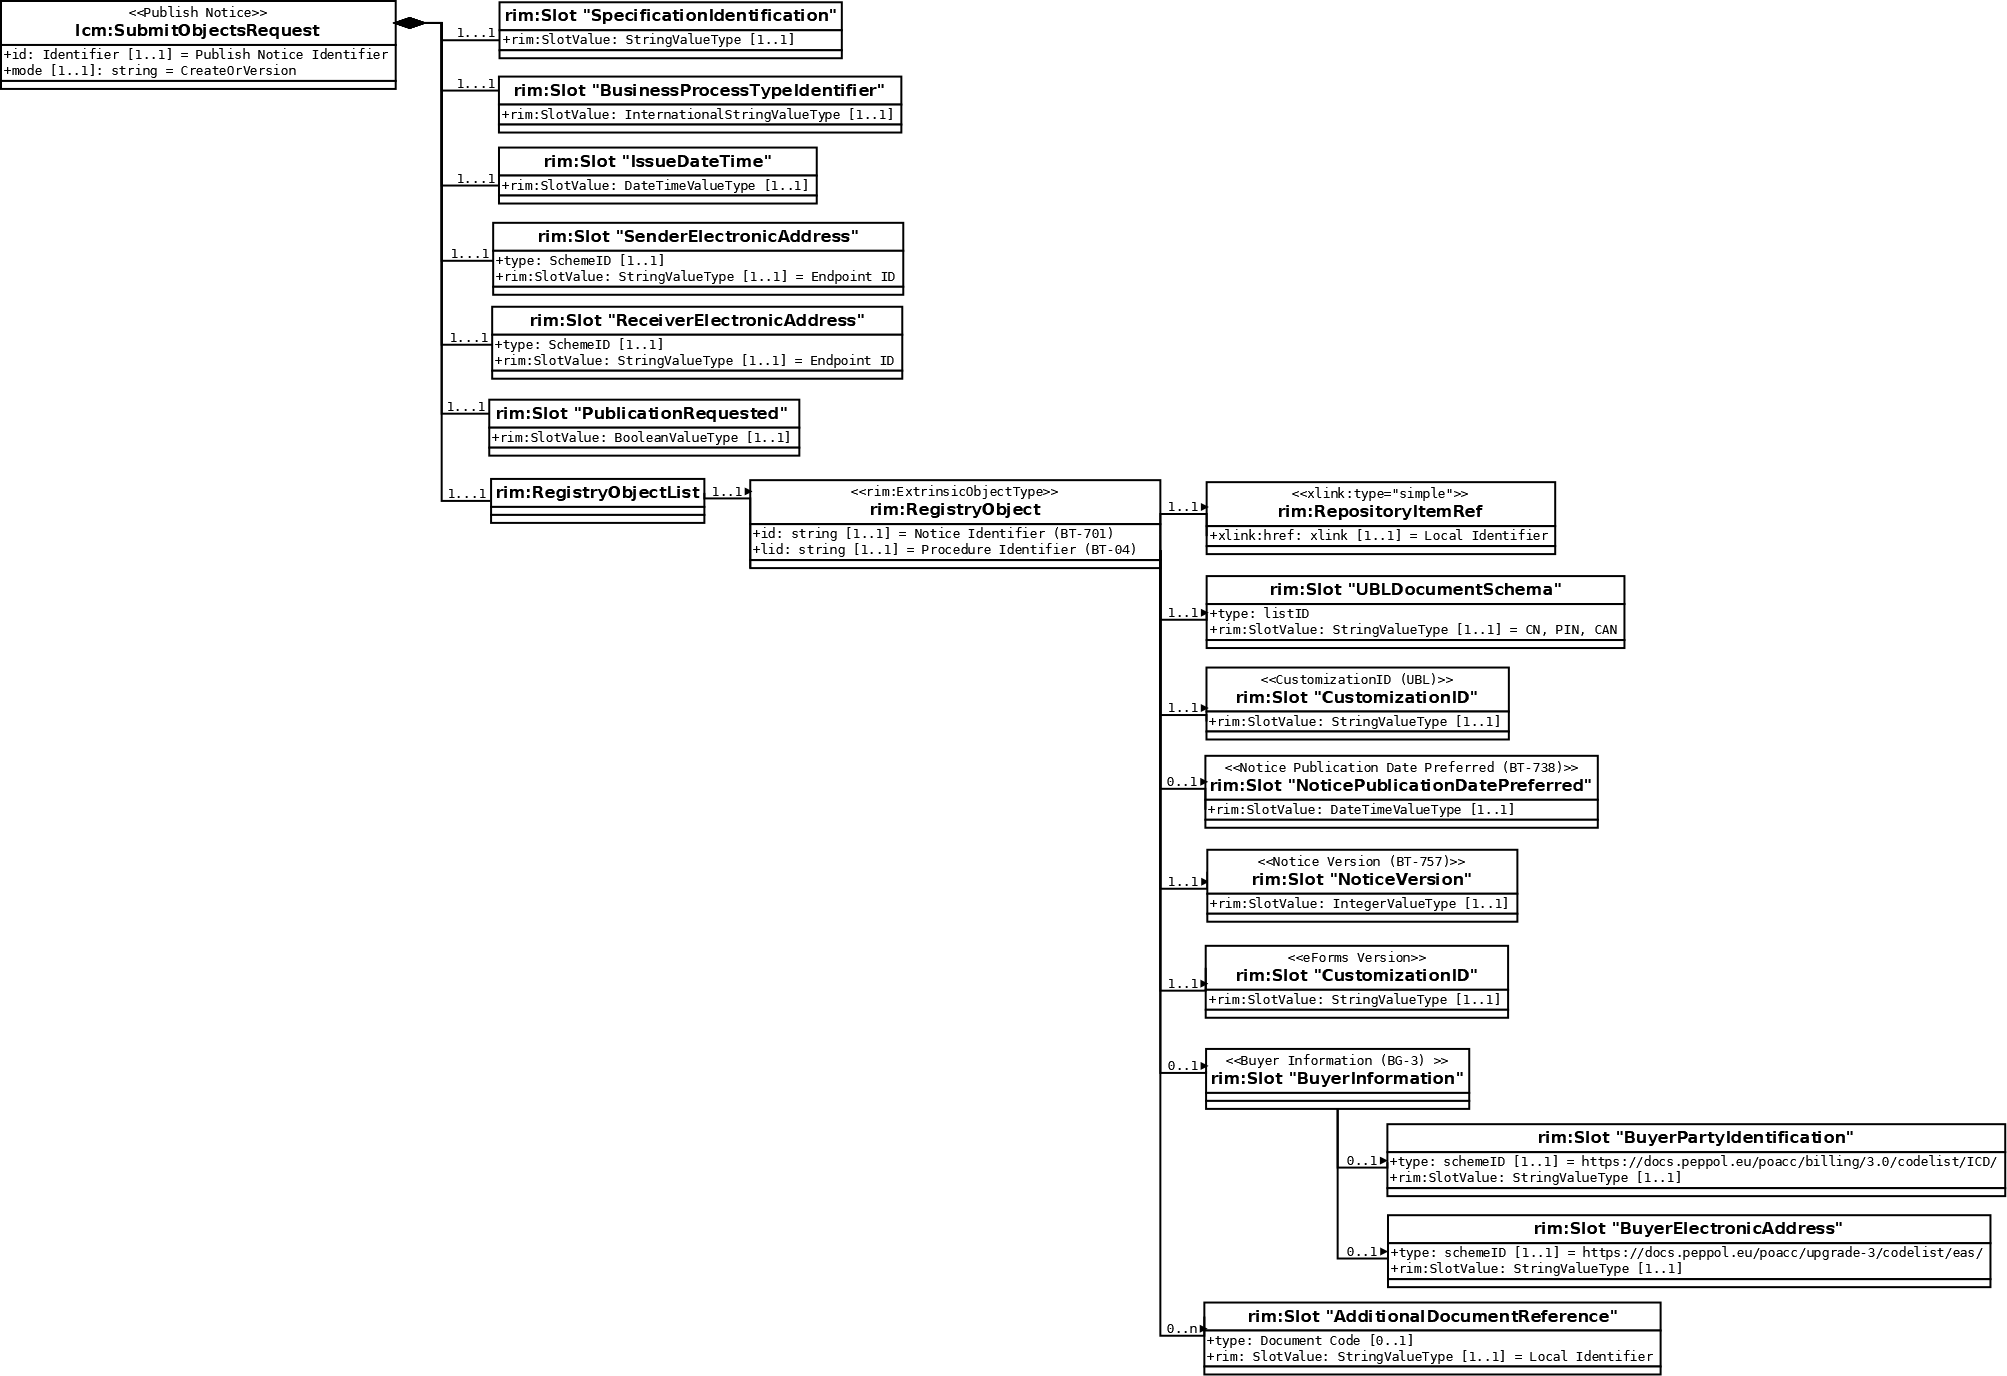 <<Publish Notice>>
lcm:SubmitObjectsRequest
+id: Identifier [1..1] = Publish Notice Identifier
+mode [1..1]: string = CreateOrVersion
1...1
rim:Slot "SpecificationIdentification"
+rim:SlotValue: StringValueType [1..1]
1...1
rim:Slot "BusinessProcessTypeIdentifier"
+rim:SlotValue: InternationalStringValueType [1..1]
1...1
rim:Slot "IssueDateTime"
+rim:SlotValue: DateTimeValueType [1..1]
1...1
rim:Slot "SenderElectronicAddress"
+type: SchemeID [1..1]
+rim:SlotValue: StringValueType [1..1] = Endpoint ID
1...1
rim:Slot "ReceiverElectronicAddress"
+type: SchemeID [1..1]
+rim:SlotValue: StringValueType [1..1] = Endpoint ID
1...1
rim:Slot "PublicationRequested"
+rim:SlotValue: BooleanValueType [1..1]
1...1
rim:RegistryObjectList
1..1
<<rim:ExtrinsicObjectType>>
rim:RegistryObject
+id: string [1..1] = Notice Identifier (BT-701)
+lid: string [1..1] = Procedure Identifier (BT-04)
1..1
<<xlink:type="simple">>
rim:RepositoryItemRef
+xlink:href: xlink [1..1] = Local Identifier
1..1
rim:Slot "UBLDocumentSchema"
+type: listID
+rim:SlotValue: StringValueType [1..1] = CN, PIN, CAN
1..1
<<CustomizationID (UBL)>>
rim:Slot "CustomizationID"
+rim:SlotValue: StringValueType [1..1]
0..1
<<Notice Publication Date Preferred (BT-738)>>
rim:Slot "NoticePublicationDatePreferred"
+rim:SlotValue: DateTimeValueType [1..1]
1..1
<<Notice Version (BT-757)>>
rim:Slot "NoticeVersion"
+rim:SlotValue: IntegerValueType [1..1]
1..1
<<eForms Version>>
rim:Slot "CustomizationID"
+rim:SlotValue: StringValueType [1..1]
0..1
<<Buyer Information (BG-3) >>
rim:Slot "BuyerInformation"
0..1
rim:Slot "BuyerPartyIdentification"
+type: schemeID [1..1] = https://docs.peppol.eu/poacc/billing/3.0/codelist/ICD/
+rim:SlotValue: StringValueType [1..1]
0..1
rim:Slot "BuyerElectronicAddress"
+type: schemeID [1..1] = https://docs.peppol.eu/poacc/upgrade-3/codelist/eas/
+rim:SlotValue: StringValueType [1..1]
0..n
rim:Slot "AdditionalDocumentReference"
+type: Document Code [0..1]
+rim: SlotValue: StringValueType [1..1] = Local Identifier